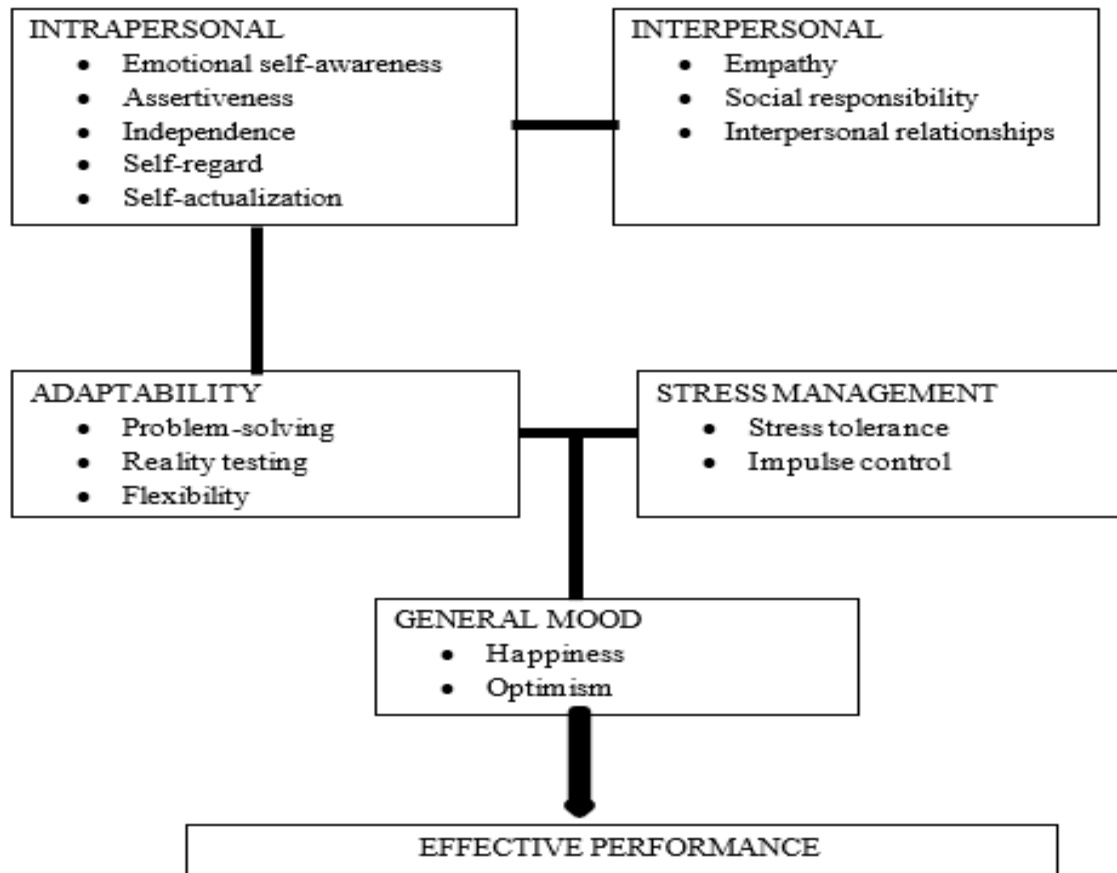 INTRAPERSONAL
• Emotional self-awareness
• Assertiveness
• Independence
• Self-regard
• Self-actualization
INTERPERSONAL
• Empathy
• Social responsibility
• Interpersonal relationships
ADAPTABILITY
• Problem-solving
• Reality testing
• Flexibility
STRESS MANAGEMENT
• Stress tolerance
• Impulse control
GENERAL MOOD
• Happiness
• Optimism
EFFECTIVE PERFORMANCE